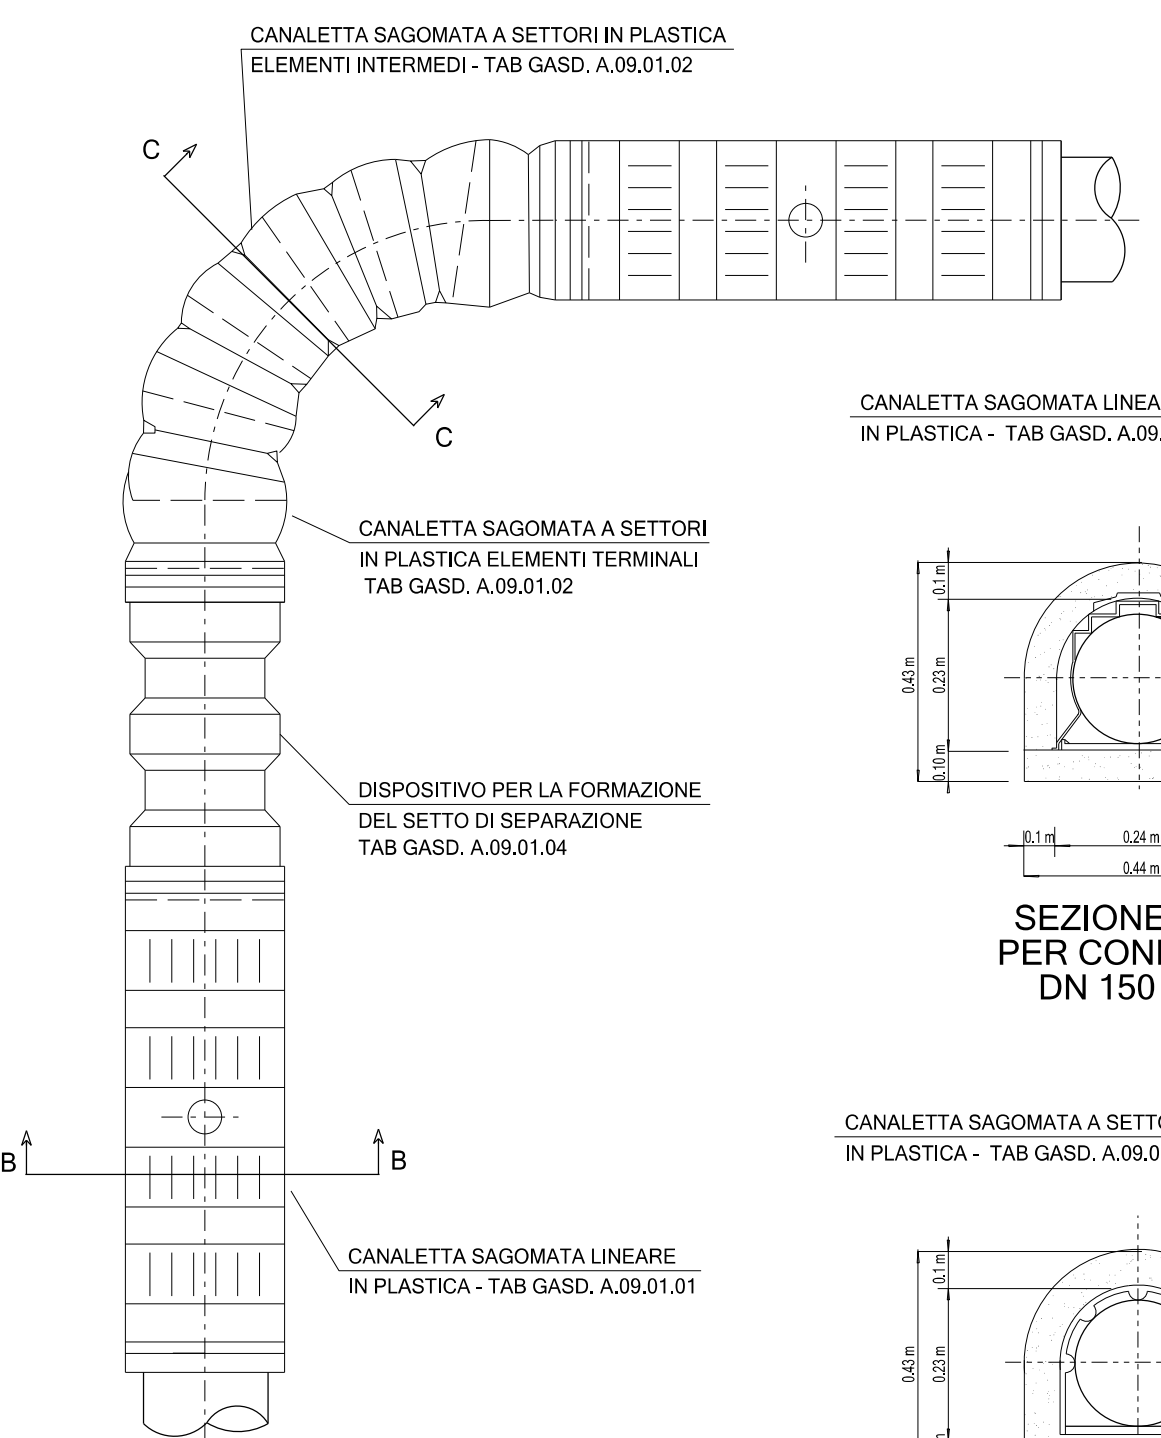 CANALETTA SAGOMATA A SETTORI IN PLASTICA
ELEMENTI INTERMEDI - TAB GASD. A.09.01.02
C
C
CANALETTA SAGOMATA A SETTORI
IN PLASTICA ELEMENTI TERMINALI
TAB GASD. A.09.01.02
DISPOSITIVO PER LA FORMAZIONE
DEL SETTO DI SEPARAZIONE
TAB GASD. A.09.01.04
B
B
CANALETTA SAGOMATA LINEARE
IN PLASTICA - TAB GASD. A.09.01.01
CANALETTA SAGOMATA LINEA
IN PLASTICA - TAB GASD. A.09.
0.1 m
0.43 m
0.23 m
0.10 m
0.1 m
0.24 m
0.44 m
SEZIONE
PER CON
DN 150
CANALETTA SAGOMATA A SETT
IN PLASTICA - TAB GASD. A.09.0
0.1 m
0.43 m
0.23 m
m